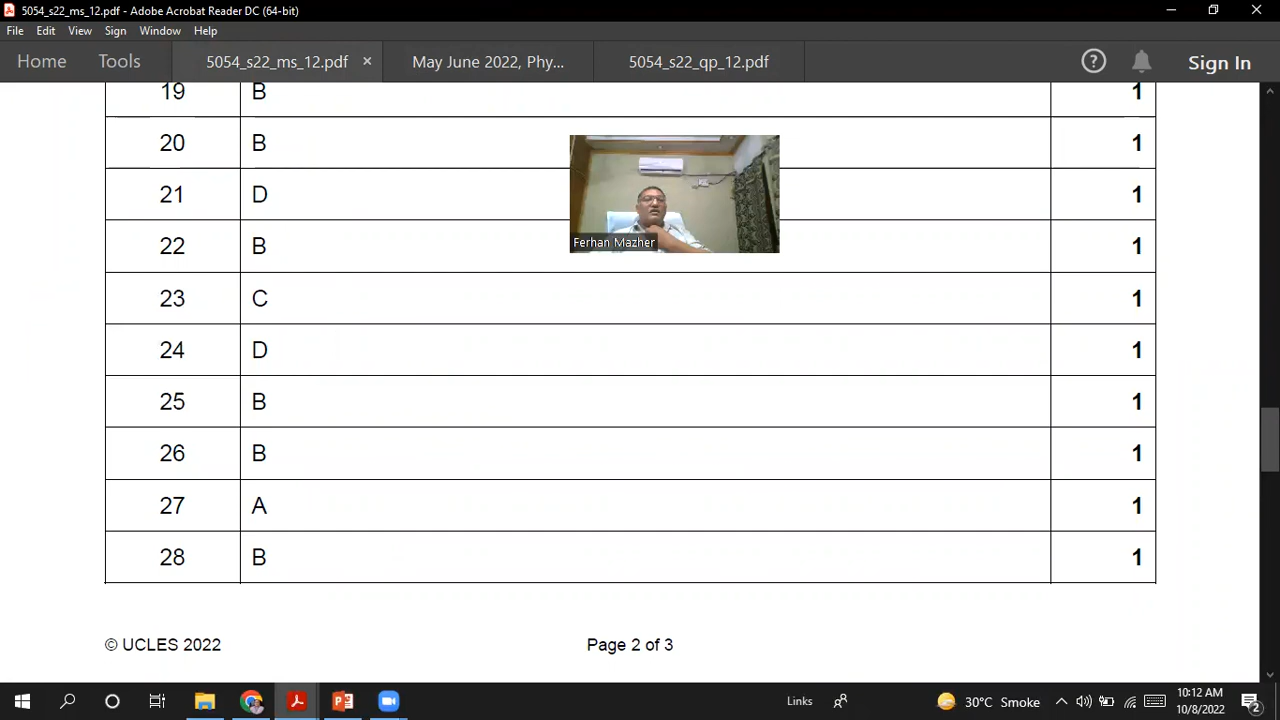 5054_s22_ms_12.pdf - Adobe Acrobat Reader DC (64-bit)
File Edit View Sign Window Help
Home Tools 5054_s22_ms_12.pdf × May June 2022, Phy... 5054_s22_qp_12.pdf Sign In
19 B 1
20 B 1
21 D 1
22 B 1
23 C 1
24 D 1
25 B 1
26 B 1
27 A 1
28 B 1
Ferhan Mazher
© UCLES 2022 Page 2 of 3
Links 30°C Smoke 10:12 AM
10/8/2022 2